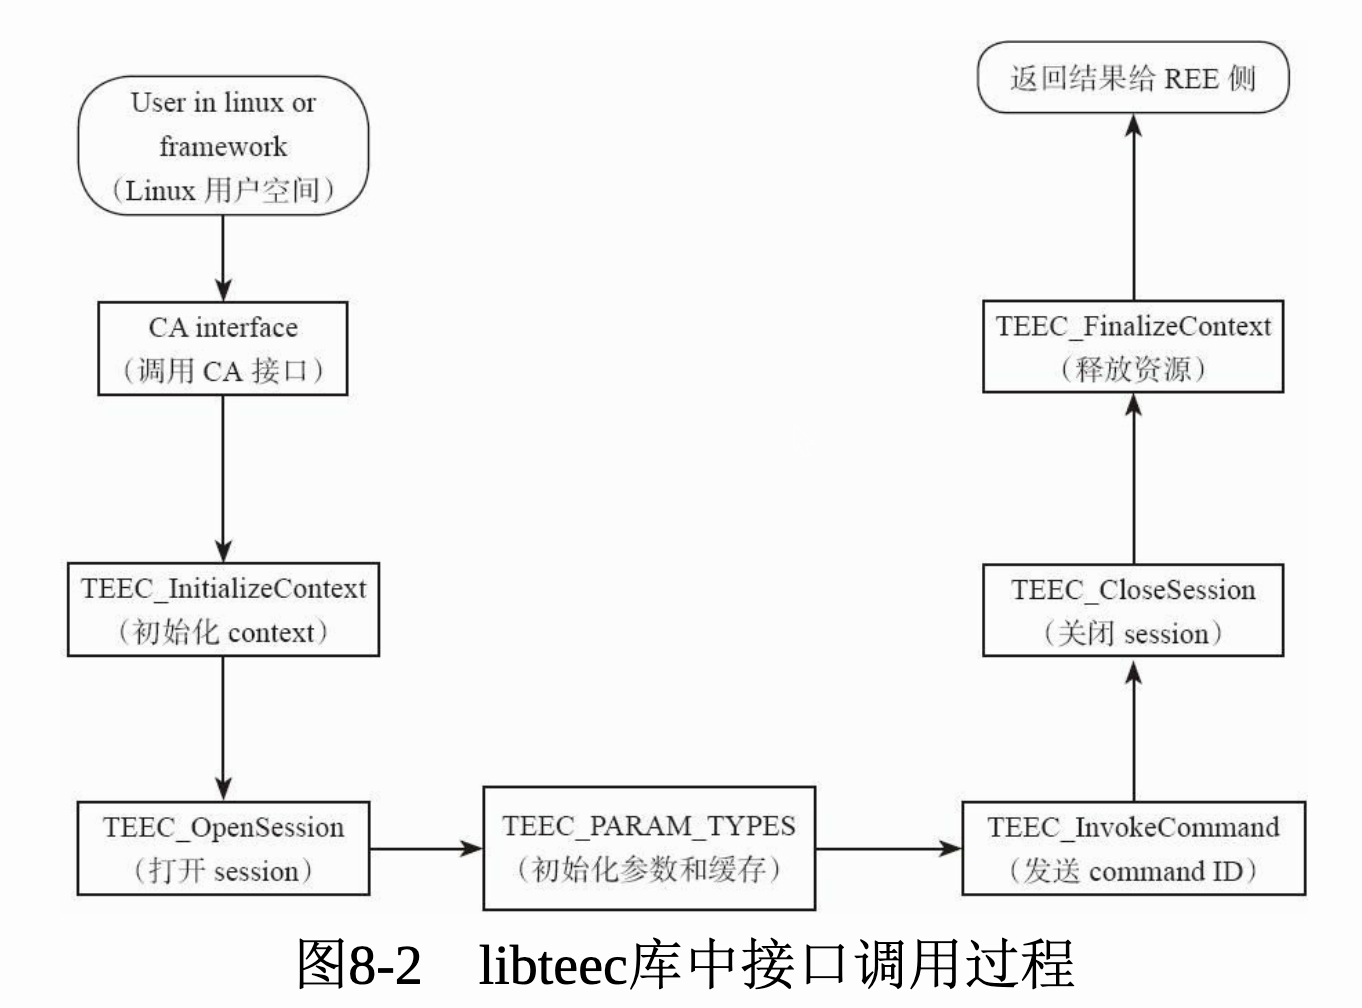 User in linux or
framework
（Linux 用户空间）
CA interface
（调用 CA 接口）
TEEC_InitializeContext
（初始化 context）
TEEC_OpenSession
（打开 session）
TEEC_PARAM_TYPES
（初始化参数和缓存）
TEEC_InvokeCommand
（发送 command ID）
TEEC_CloseSession
（关闭 session）
TEEC_FinalizeContext
（释放资源）
返回结果给 REE 侧
图8-2 libteec库中接口调用过程